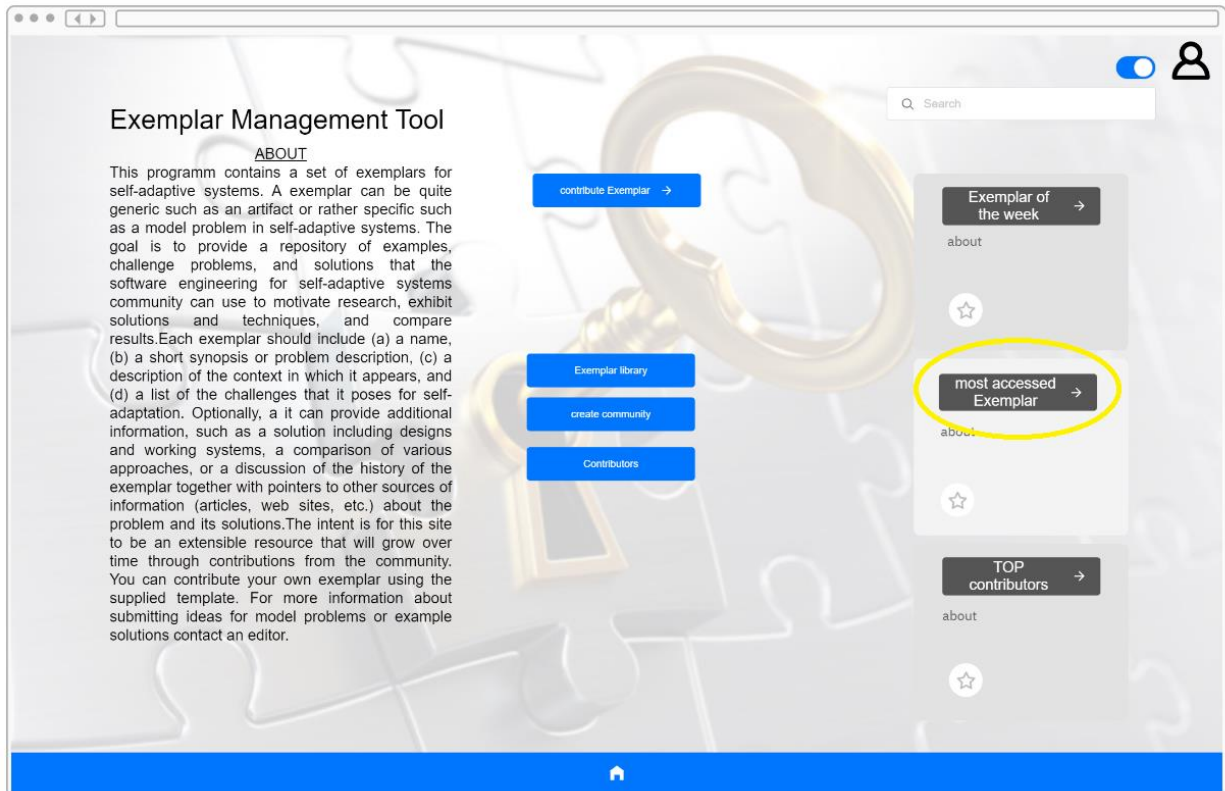 Exemplar Management Tool
ABOUT
This programm contains a set of exemplars for
self-adaptive systems. A exemplar can be quite
generic such as an artifact or rather specific such
as a model problem in self-adaptive systems. The
goal is to provide a repository of examples,
challenge problems, and solutions that the
software engineering for self-adaptive systems
community can use to motivate research, exhibit
solutions and techniques, and compare
results.Each exemplar should include (a) a name,
(b) a short synopsis or problem description, (c) a
description of the context in which it appears, and
(d) a list of the challenges that it poses for self-
adaptation. Optionally, a it can provide additional
information, such as a solution including designs
and working systems, a comparison of various
approaches, or a discussion of the history of the
exemplar together with pointers to other sources of
information (articles, web sites, etc.) about the
problem and its solutions.The intent is for this site
to be an extensible resource that will grow over
time through contributions from the community.
You can contribute your own exemplar using the
supplied template. For more information about
submitting ideas for model problems or example
solutions contact an editor.
contribute Exemplar
Exemplar library
create community
Contributors
Search
Exemplar of
the week
about
most accessed
Exemplar
about
TOP
contributors
about